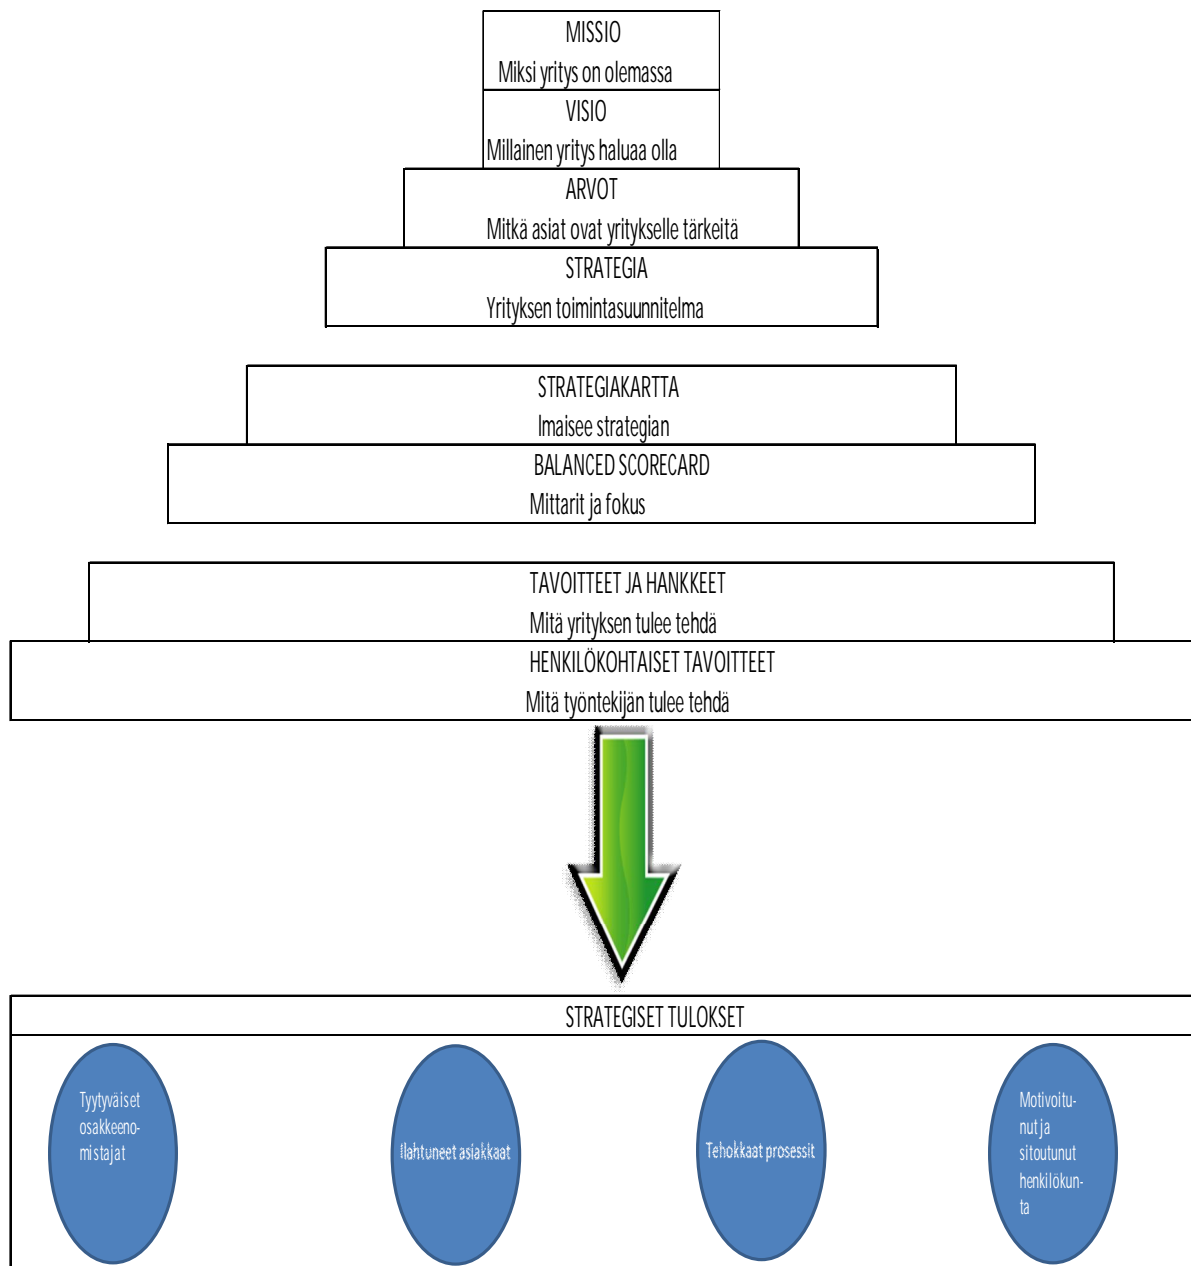 MISSIO
Miksi yritys on olemassa
VISIO
Millainen yritys haluaa olla
ARVOT
Mitkä asiat ovat yritykselle tärkeitä
STRATEGIA
Yrityksen toimintasuunnitelma
STRATEGIAKARTTA
Imaisee strategian
BALANCED SCORECARD
Mittarit ja fokus
TAVOITTEET JA HANKKEET
Mitä yrityksen tulee tehdä
HENKILÖKOHTAISET TAVOITTEET
Mitä työntekijän tulee tehdä
STRATEGISET TULOKSET
Tyytyväiset
osakkeeno-
mistajat
Ilahtuneet asiakkaat
Tehokkaat prosessit
Motivoitu-
nut ja
sitoutunut
henkilökun-
ta